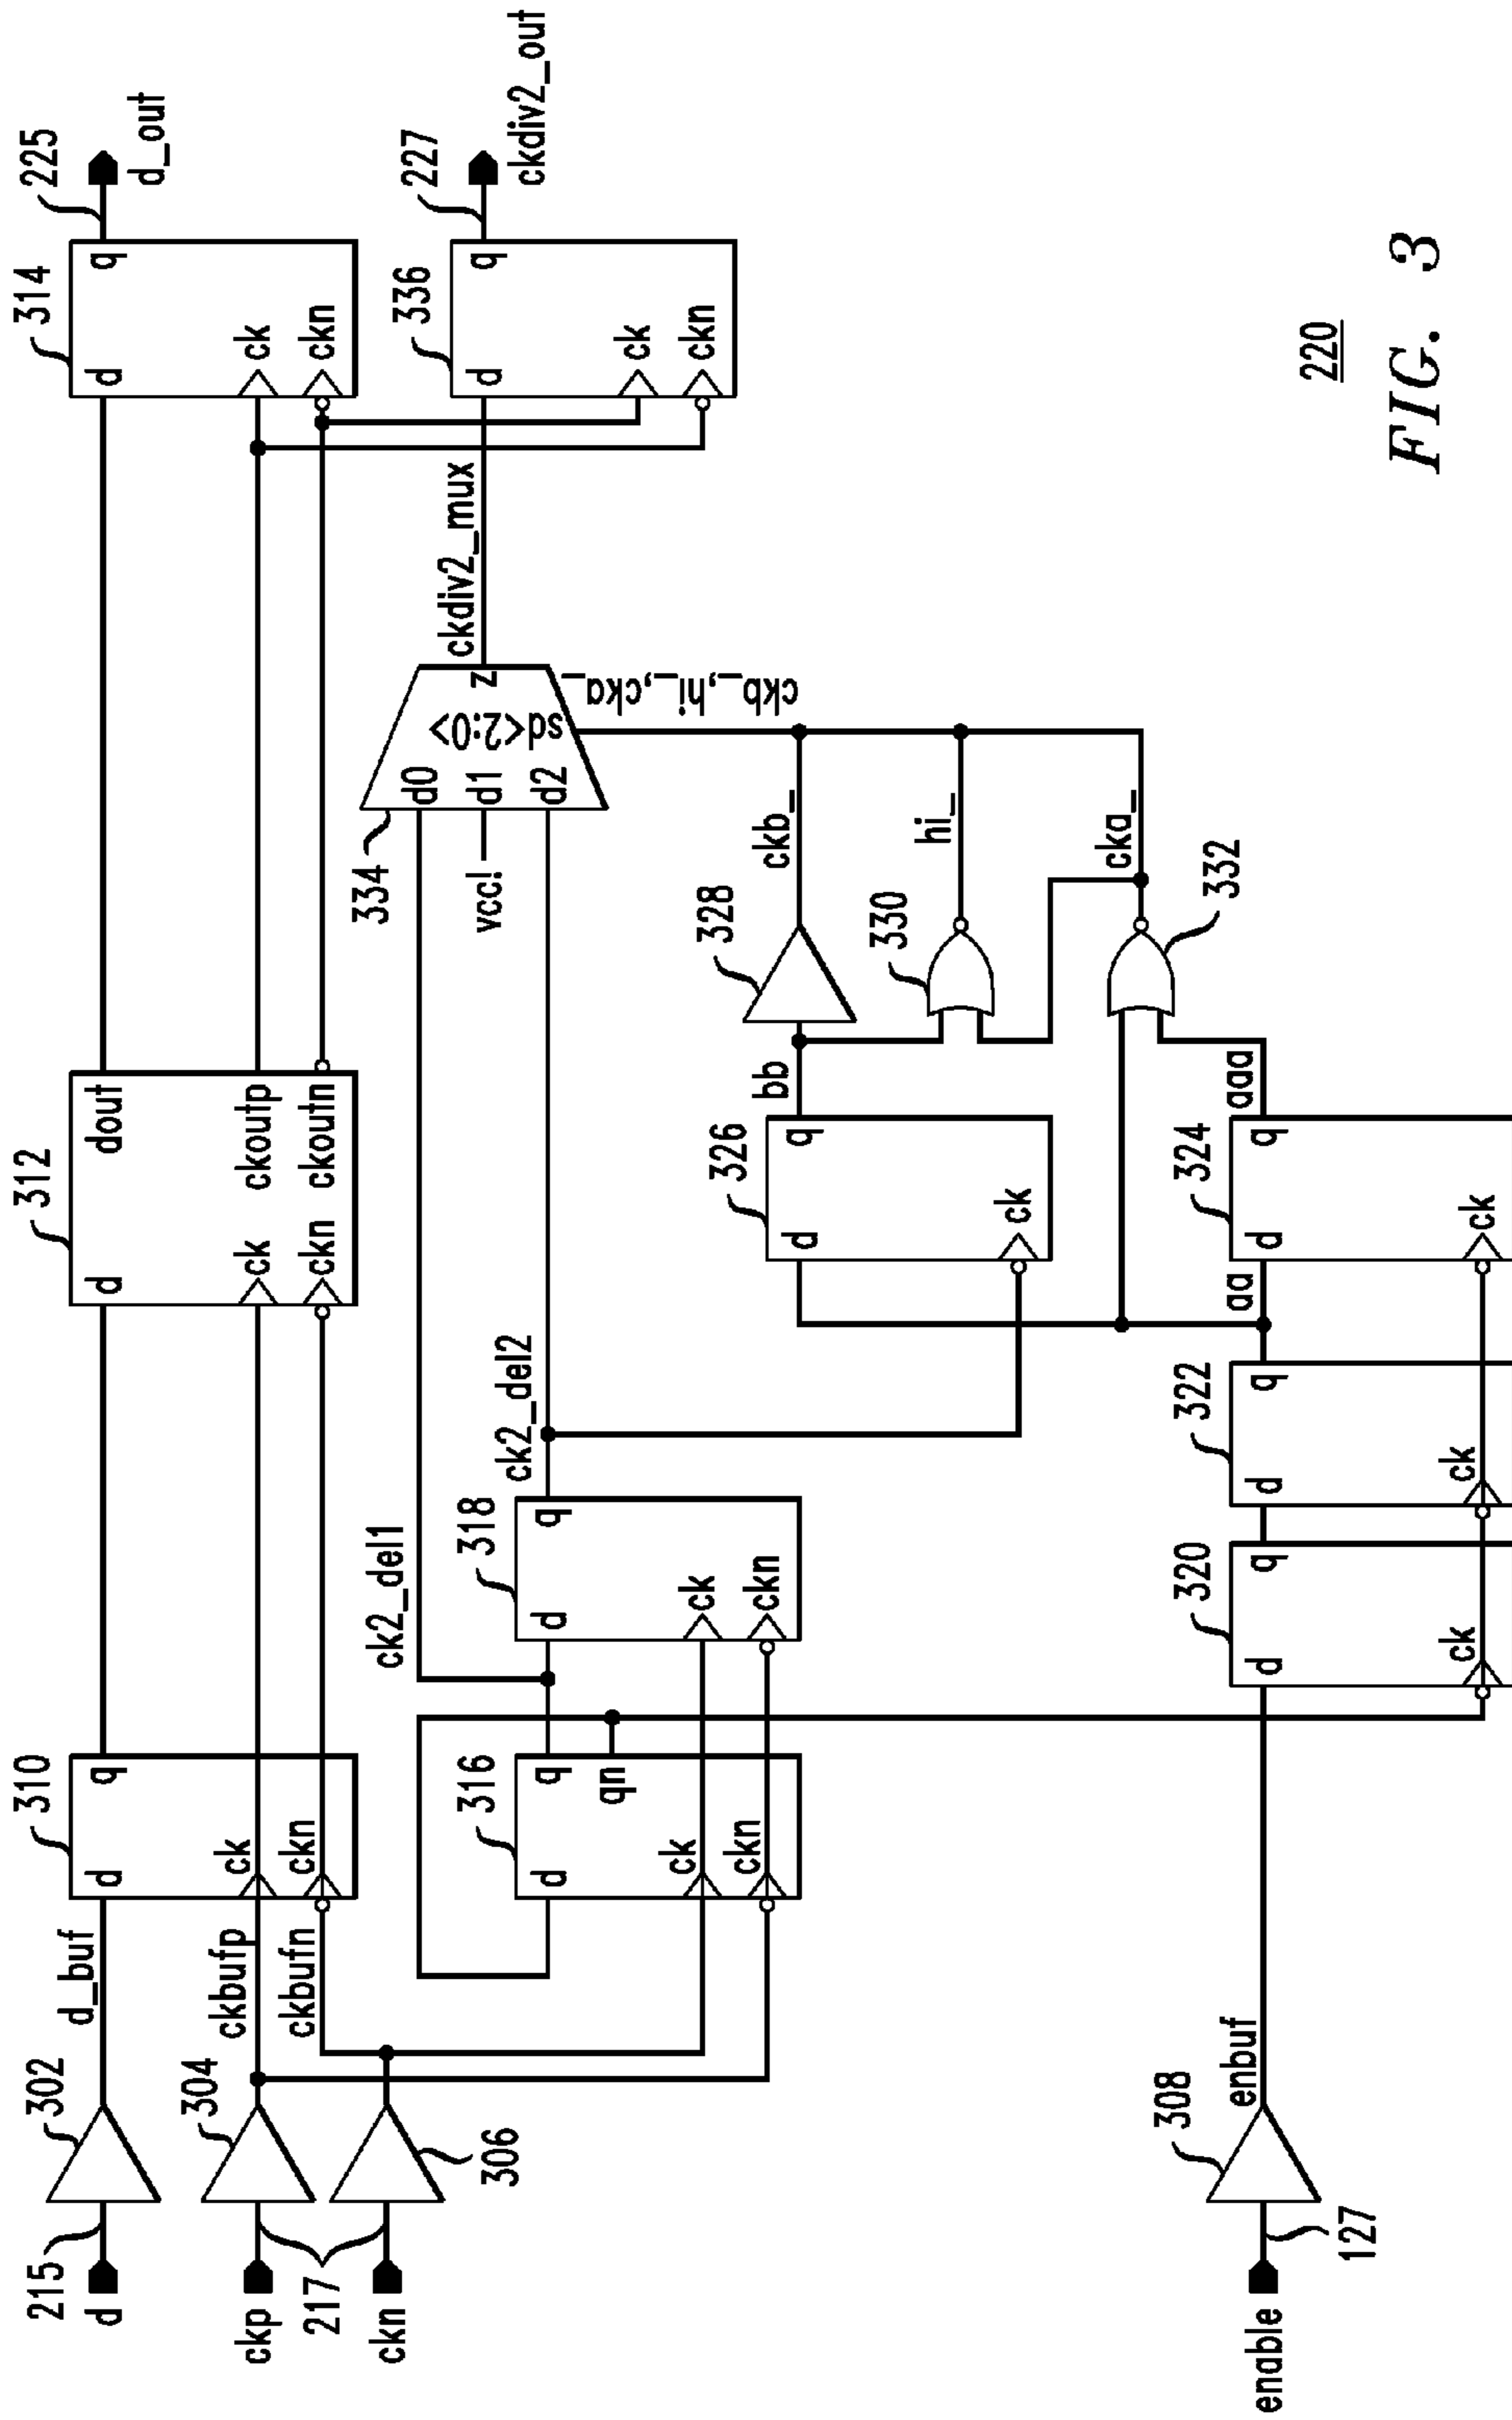 215
d
302
d_buf
310
d
q
ck
ckn
312
d
dout
ck
ckoutp
ckn
ckoutn
314
d
q
ck
ckn
225
d_out
ckp
304
ckbufp
217
ckbufn
ckn
306
316
d
q
qn
ck
ckn
ck2_del1
318
d
q
ck
ckn
ck2_del2
334
d0
d1
d2
vcc!
sd<2:0>
z
ckdiv2_mux
ckb_,hi_,cka_
336
d
q
ck
ckn
227
ckdiv2_out
326
d
q
ck
bb
328
ckb_
330
hi_
cka_
332
enable
127
308
enbuf
320
d
q
ck
322
d
q
ck
aa
324
d
q
ck
aaa
220
FIG. 3